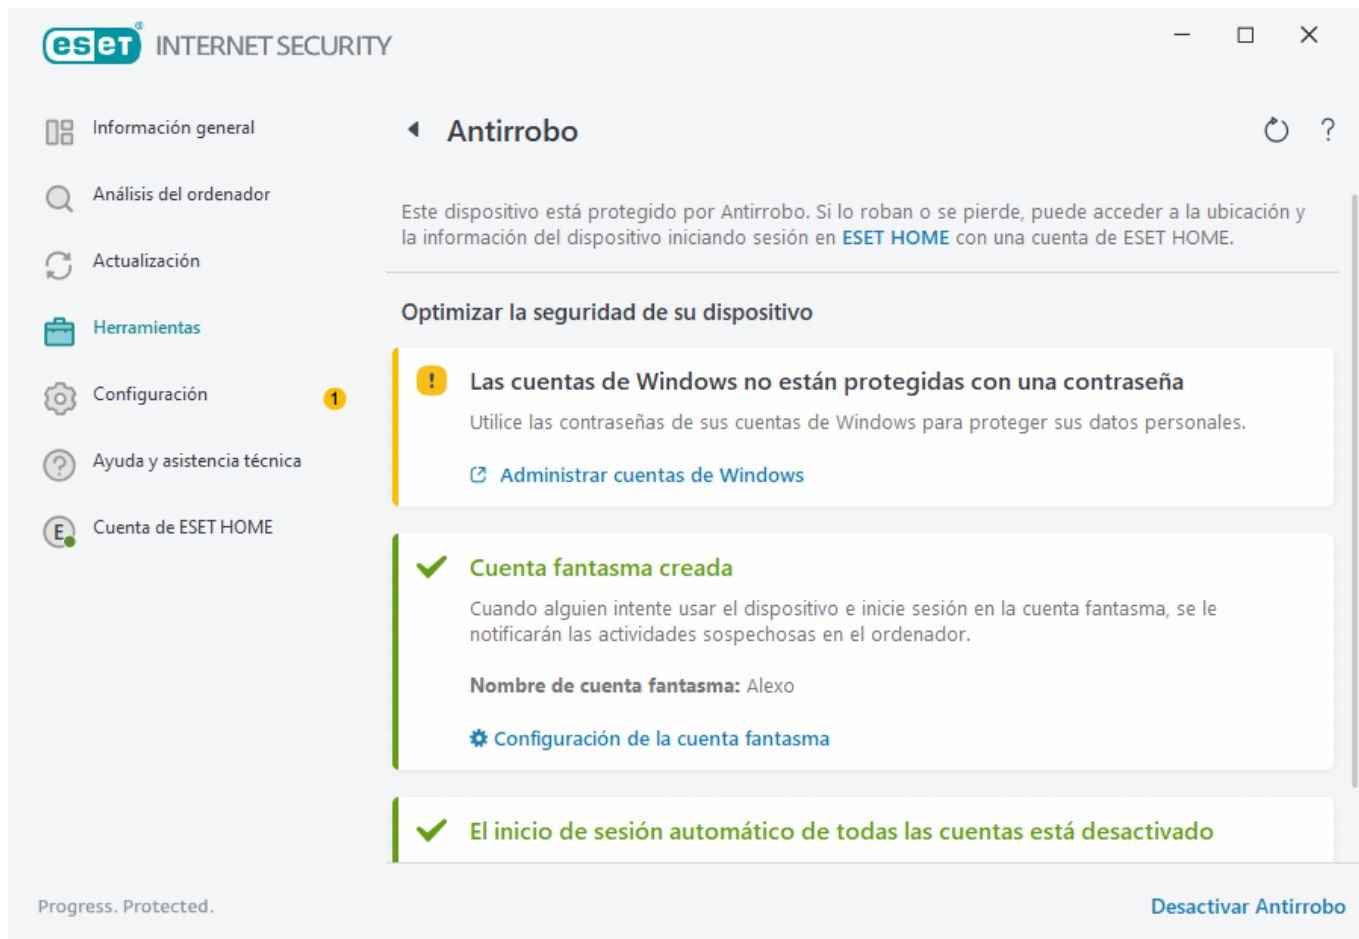 eset® INTERNET SECURITY
Información general
Análisis del ordenador
Actualización
Herramientas
Configuración 1
Ayuda y asistencia técnica
E Cuenta de ESET HOME
Antirrobo ?
Este dispositivo está protegido por Antirrobo. Si lo roban o se pierde, puede acceder a la ubicación y
la información del dispositivo iniciando sesión en ESET HOME con una cuenta de ESET HOME.
Optimizar la seguridad de su dispositivo
! Las cuentas de Windows no están protegidas con una contraseña
Utilice las contraseñas de sus cuentas de Windows para proteger sus datos personales.
Administrar cuentas de Windows
Cuenta fantasma creada
Cuando alguien intente usar el dispositivo e inicie sesión en la cuenta fantasma, se le
notificarán las actividades sospechosas en el ordenador.
Nombre de cuenta fantasma: Alexo
Configuración de la cuenta fantasma
El inicio de sesión automático de todas las cuentas está desactivado
Progress. Protected.
Desactivar Antirrobo